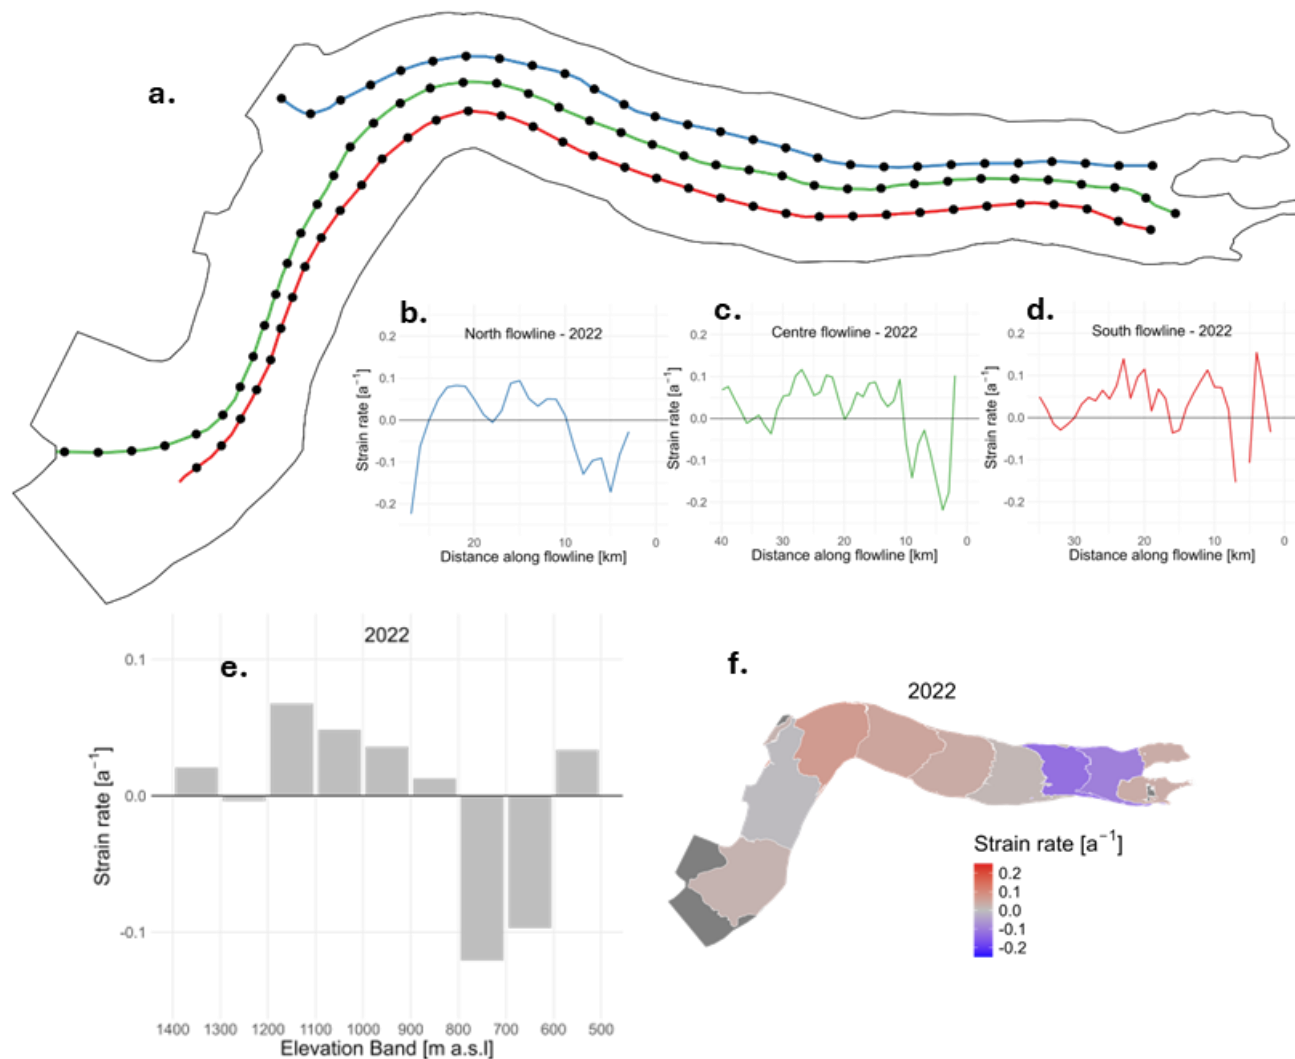 a.
b.
North flowline - 2022
Strain rate [a⁻¹]
0.2
0.1
0.0
-0.1
-0.2
20
10
0
Distance along flowline [km]
c.
Centre flowline - 2022
Strain rate [a⁻¹]
0.2
0.1
0.0
-0.1
-0.2
40
30
20
10
0
Distance along flowline [km]
d.
South flowline - 2022
Strain rate [a⁻¹]
0.2
0.1
0.0
-0.1
-0.2
30
20
10
0
Distance along flowline [km]
e.
2022
Strain rate [a⁻¹]
0.1
0.0
-0.1
1400 1300 1200 1100 1000 900 800 700 600 500
Elevation Band [m a.s.l]
f.
2022
Strain rate [a⁻¹]
0.2
0.1
0.0
-0.1
-0.2